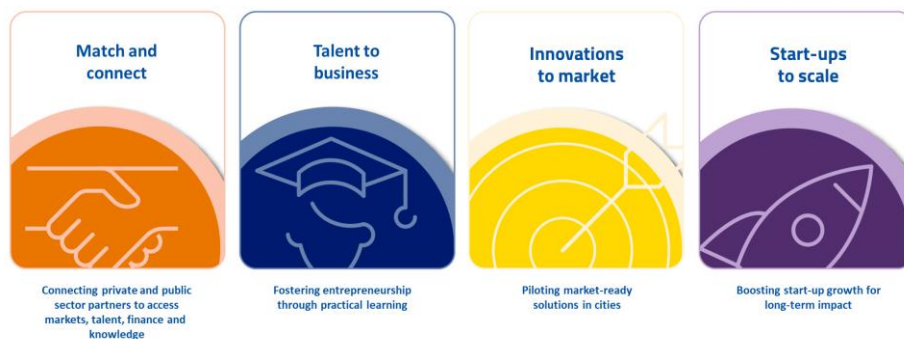 Match and
connect
Connecting private and public
sector partners to access
markets, talent, finance and
knowledge
Talent to
business
Fostering entrepreneurship
through practical learning
Innovations
to market
Piloting market-ready
solutions in cities
Start-ups
to scale
Boosting start-up growth for
long-term impact